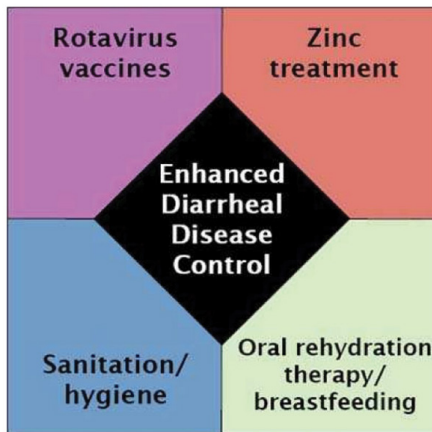 Rotavirus
vaccines
Zinc
treatment
Enhanced
Diarrheal
Disease
Control
Sanitation/
hygiene
Oral rehydration
therapy/
breastfeeding